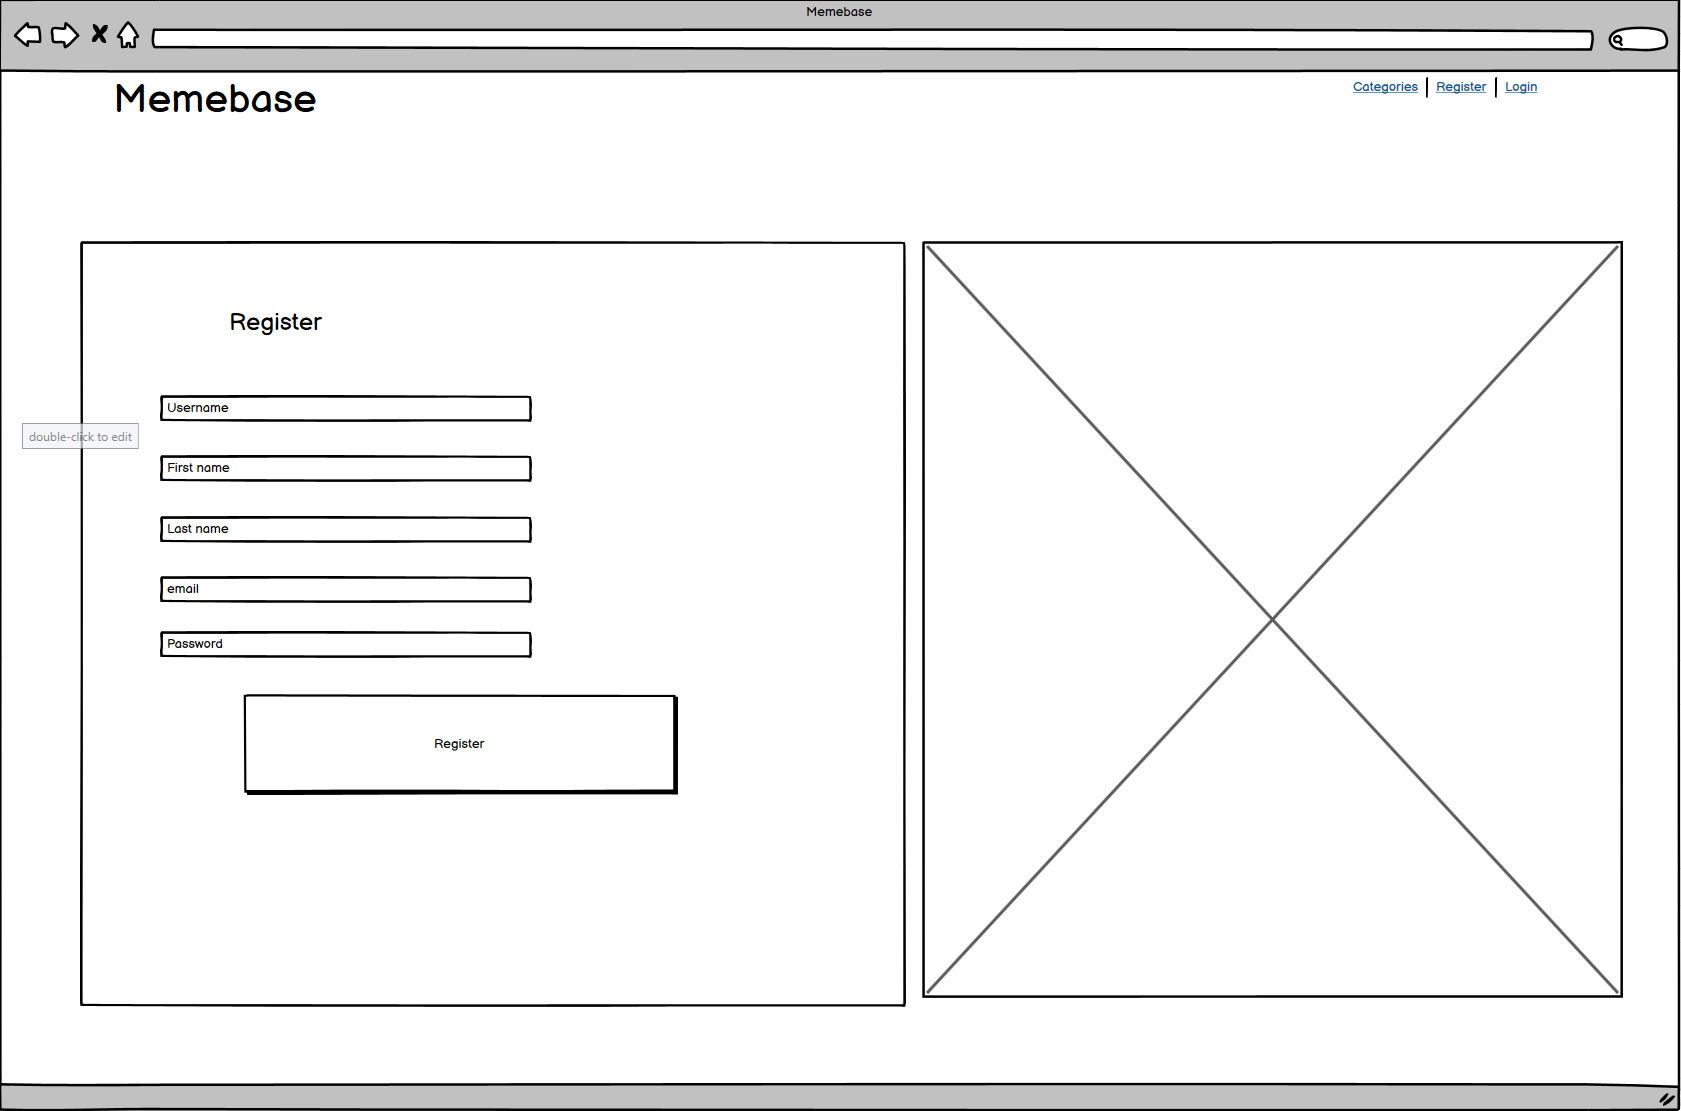 Memebase
Memebase
Categories Register Login
Register
Username
double-click to edit
First name
Last name
email
Password
Register